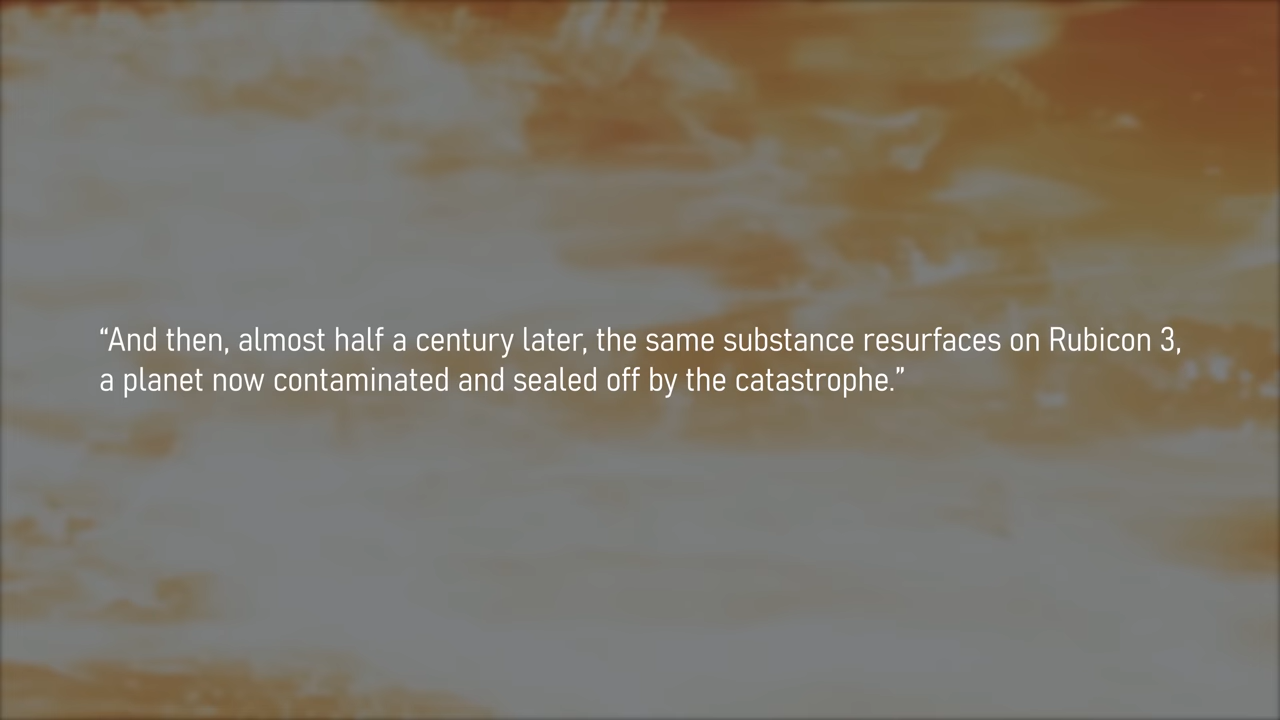 “And then, almost half a century later, the same substance resurfaces on Rubicon 3,
a planet now contaminated and sealed off by the catastrophe.”